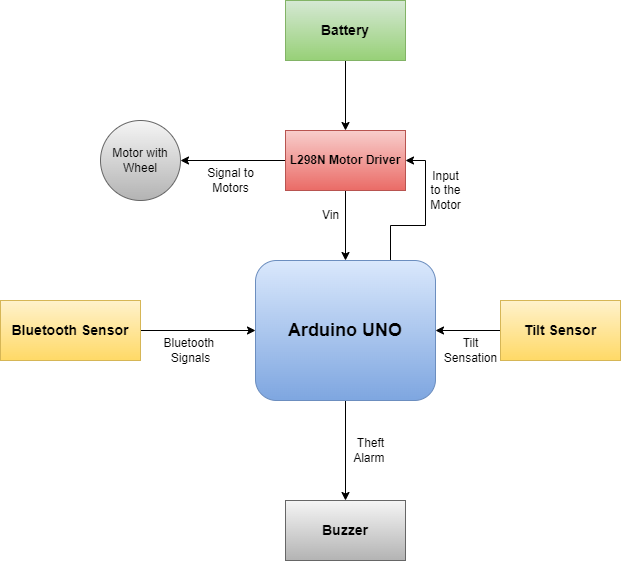 Battery
Motor with
Wheel
L298N Motor Driver
Signal to
Motors
Input
to the
Motor
Vin
Bluetooth Sensor
Arduino UNO
Tilt Sensor
Bluetooth
Signals
Tilt
Sensation
Theft
Alarm
Buzzer